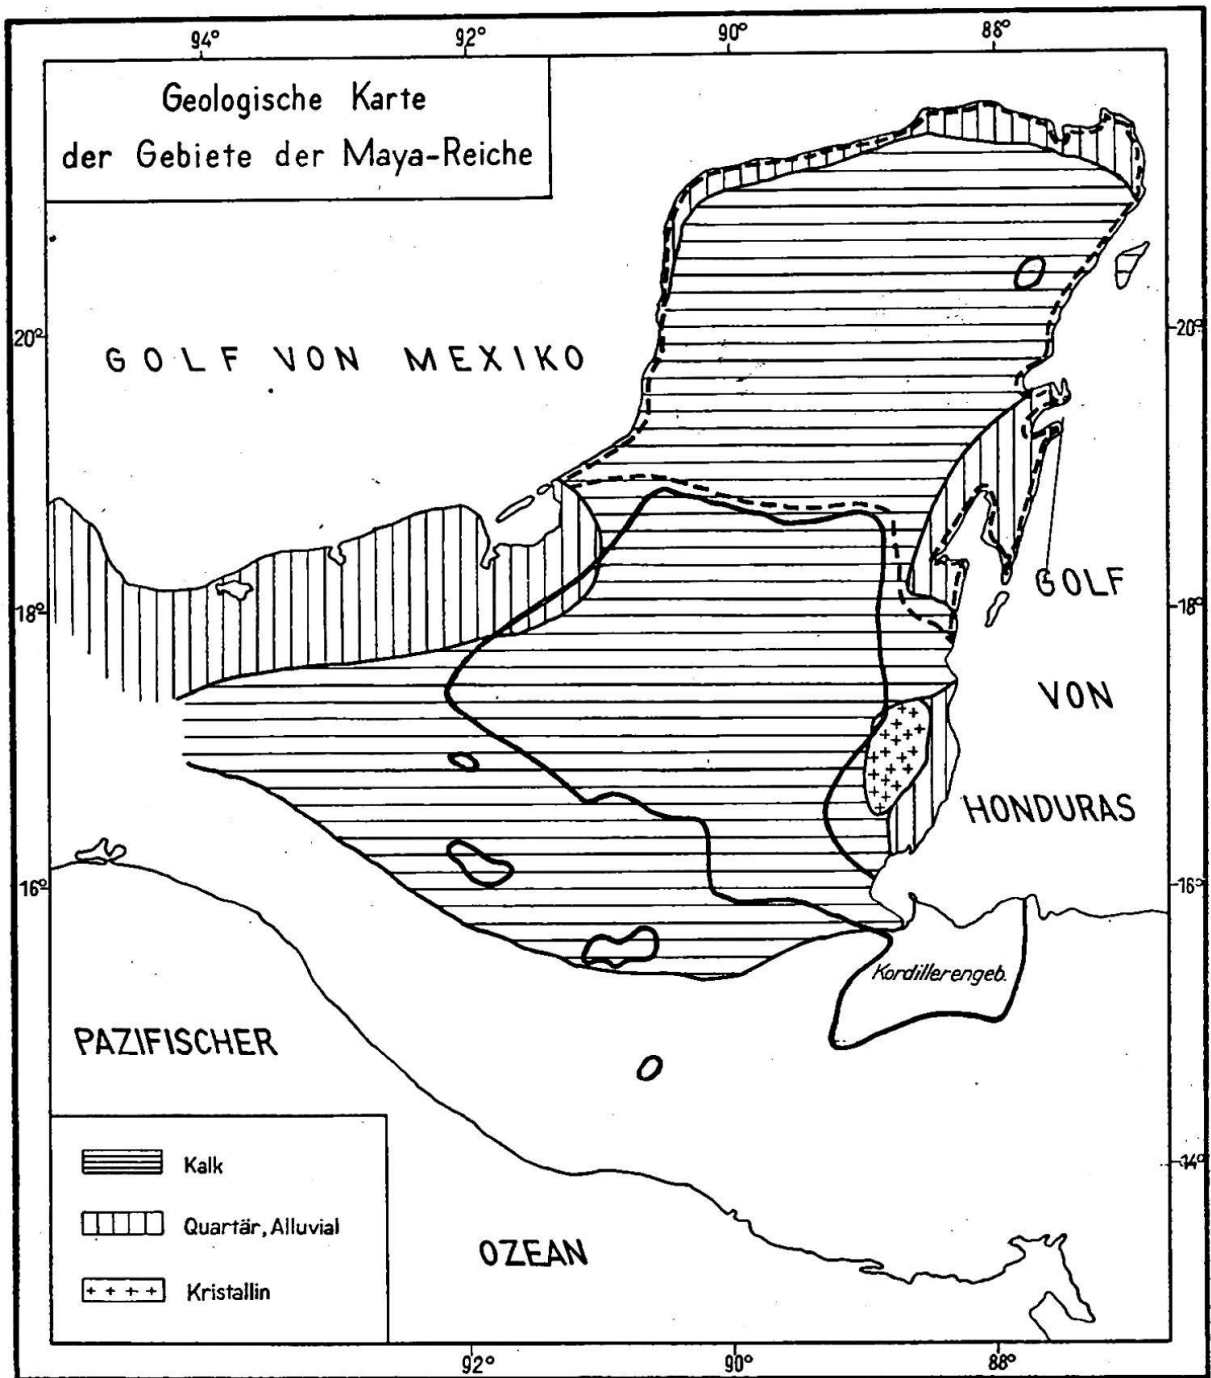 94° 92° 90° 88°
Geologische Karte
der Gebiete der Maya-Reiche
20° 20°
GOLF VON MEXIKO
18° GOLF 18°
VON
HONDURAS
16° 16°
Kordillerengeb.
PAZIFISCHER
Kalk
14°
Quartär, Alluvial
OZEAN
Kristallin
92° 90° 88°